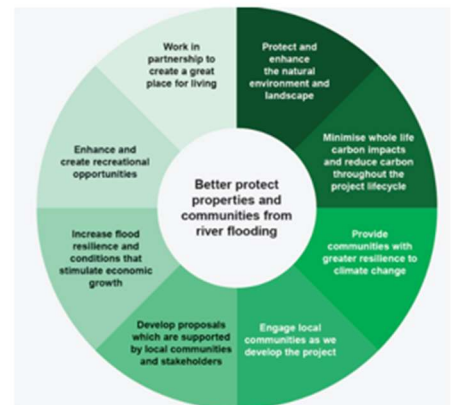 Work in
partnership to
create a great
place for living
Protect and
enhance
the natural
environment and
landscape
Minimise whole life
carbon impacts
and reduce carbon
throughout the
project lifecycle
Provide
communities with
greater resilience to
climate change
Engage local
communities as we
develop the project
Develop proposals
which are supported
by local communities
and stakeholders
Increase flood
resilience and
conditions that
stimulate economic
growth
Enhance and
create recreational
opportunities
Better protect
properties and
communities from
river flooding